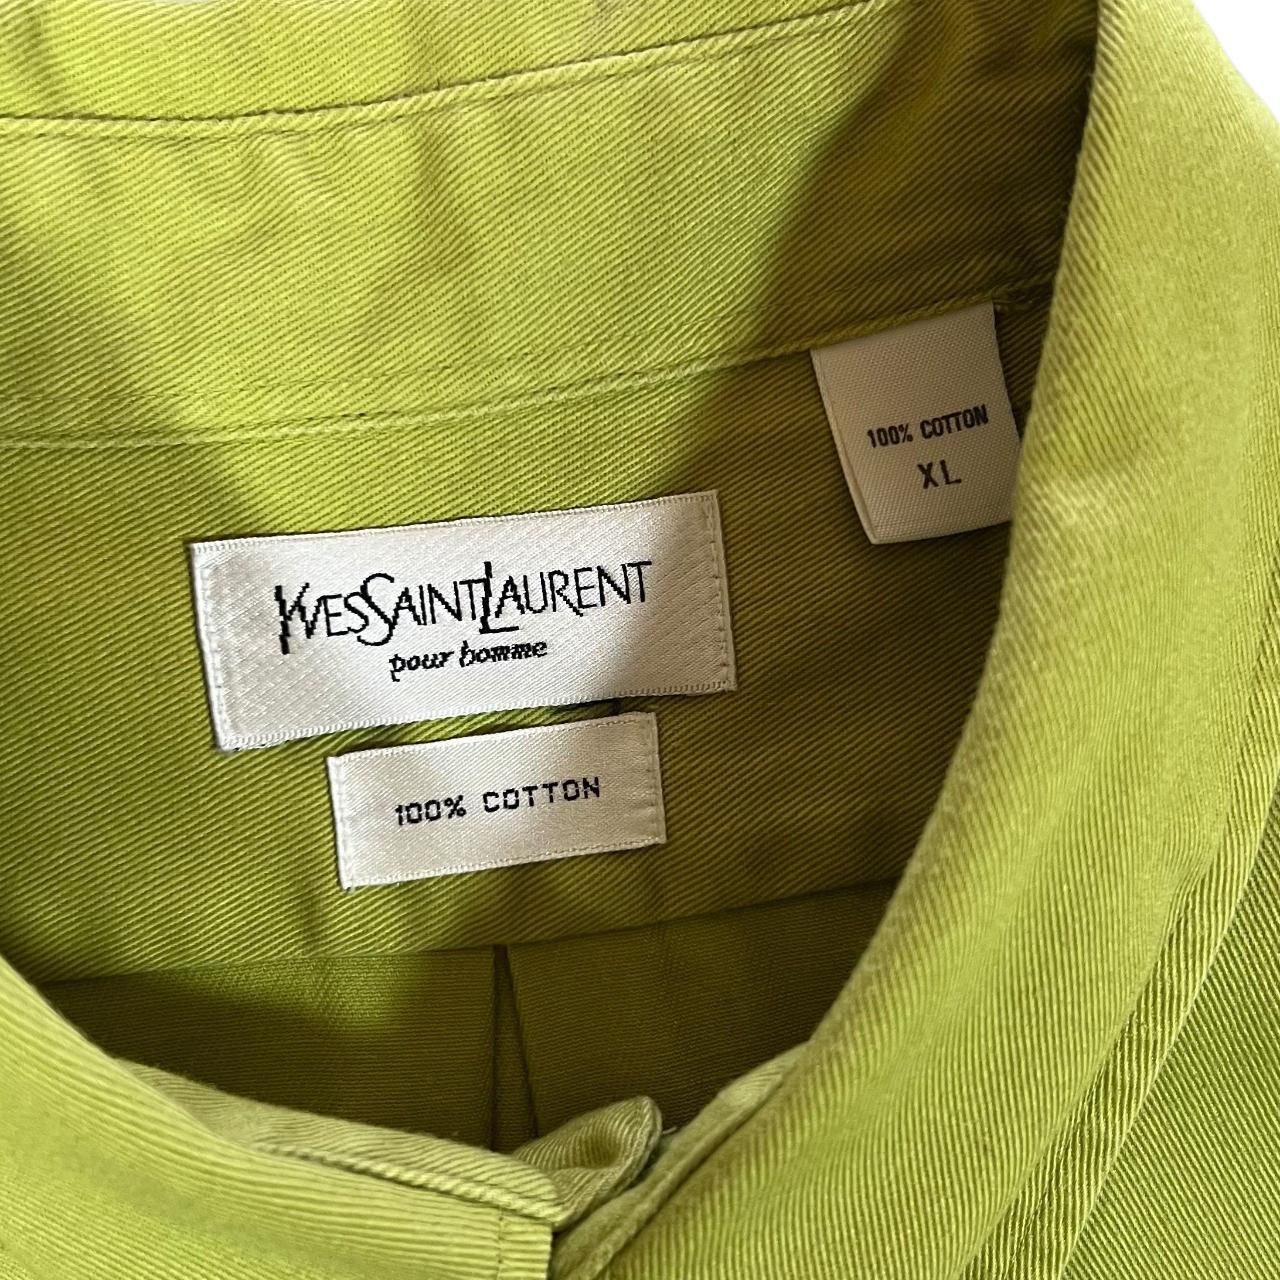 100% COTTON
XL
YVESSAINTLAURENT
pour homme
100% COTTON